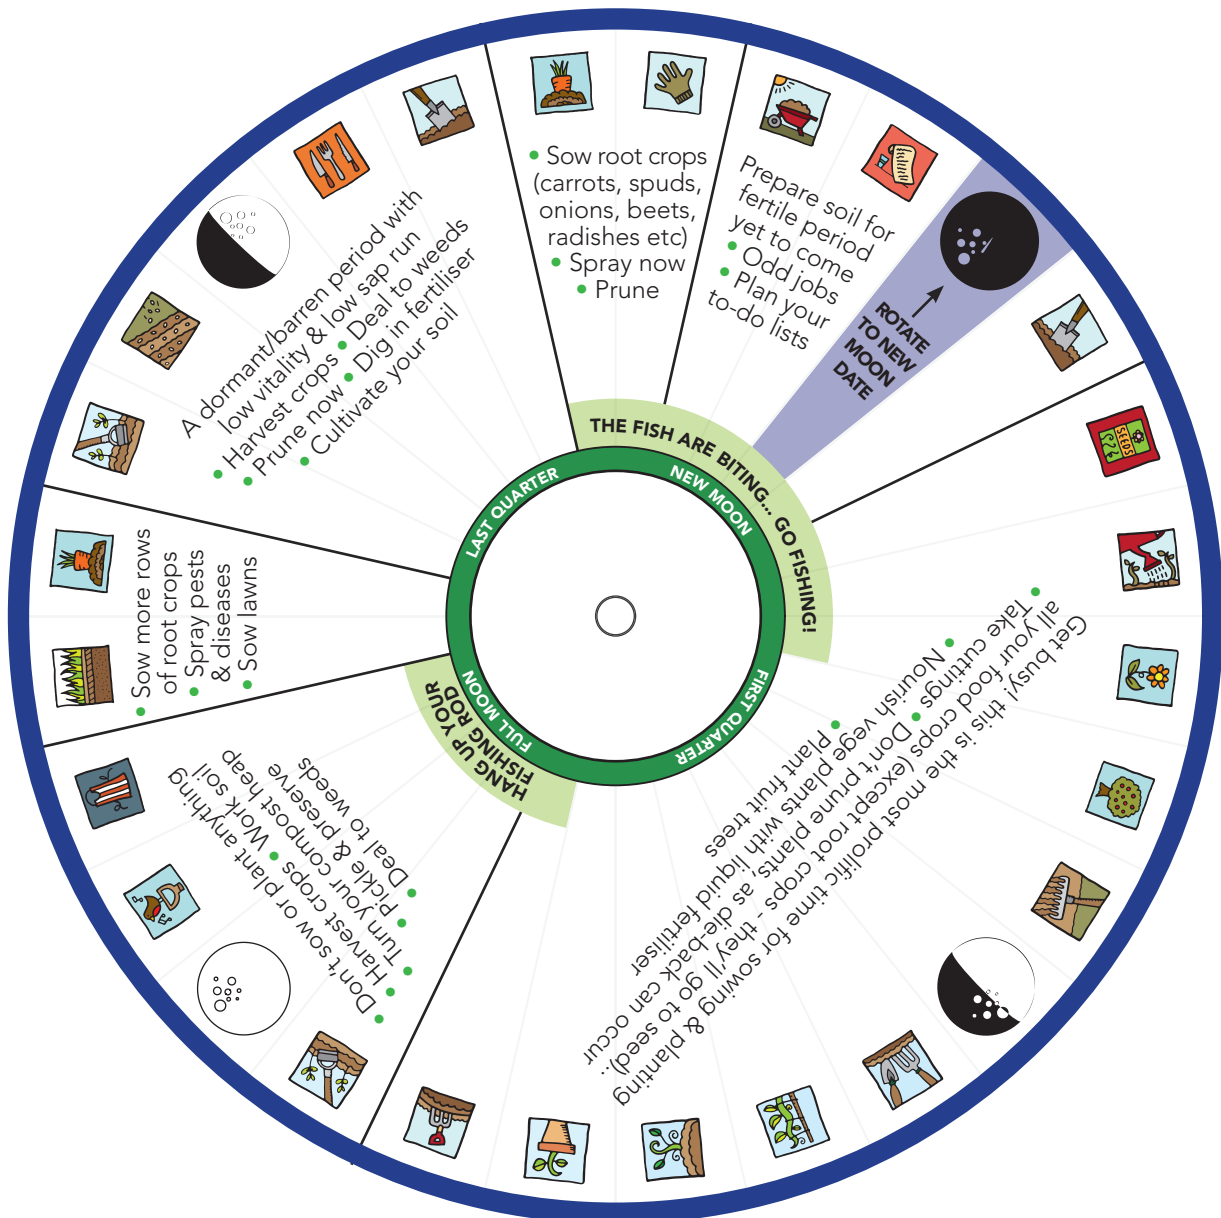 • Sow root crops
(carrots, spuds,
onions, beets,
radishes etc)
• Spray now
• Prune
Prepare soil for
fertile period
yet to come
• Odd jobs
• Plan your
to-do lists
ROTATE
TO NEW
MOON
DATE
SEEDS
Get busy! this is the most prolific time for sowing & planting
all your food crops (except root crops - they'll go to seed)..
• Take cuttings • Don't prune plants, as die-back can occur
• Nourish vege plants with liquid fertiliser
• Plant fruit trees
Don't sow or plant anything
• Harvest crops • Work soil
• Turn your compost heap
• Pickle & preserve
• Deal to weeds
• Sow more rows
of root crops
• Spray pests
& diseases
• Sow lawns
A dormant/barren period with
low vitality & low sap run
• Harvest crops • Deal to weeds
• Prune now • Dig in fertiliser
• Cultivate your soil
THE FISH ARE BITING... GO FISHING!
HANG UP YOUR
FISHING ROD
NEW MOON
FIRST QUARTER
FULL MOON
LAST QUARTER